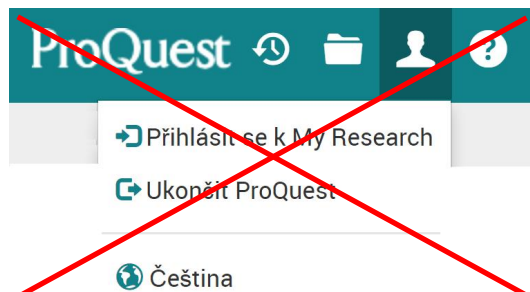 ProQuest ?
Přihlásit se k My Research
Ukončit ProQuest
Čeština